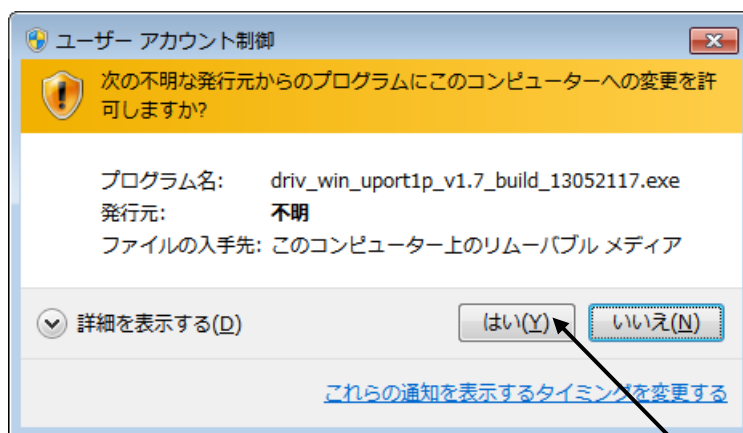 ユーザー アカウント制御
次の不明な発行元からのプログラムにこのコンピューターへの変更を許
可しますか?
プログラム名: driv_win_uport1p_v1.7_build_13052117.exe
発行元: 不明
ファイルの入手先: このコンピューター上のリムーバブル メディア
詳細を表示する(D) はい(Y) いいえ(N)
これらの通知を表示するタイミングを変更する